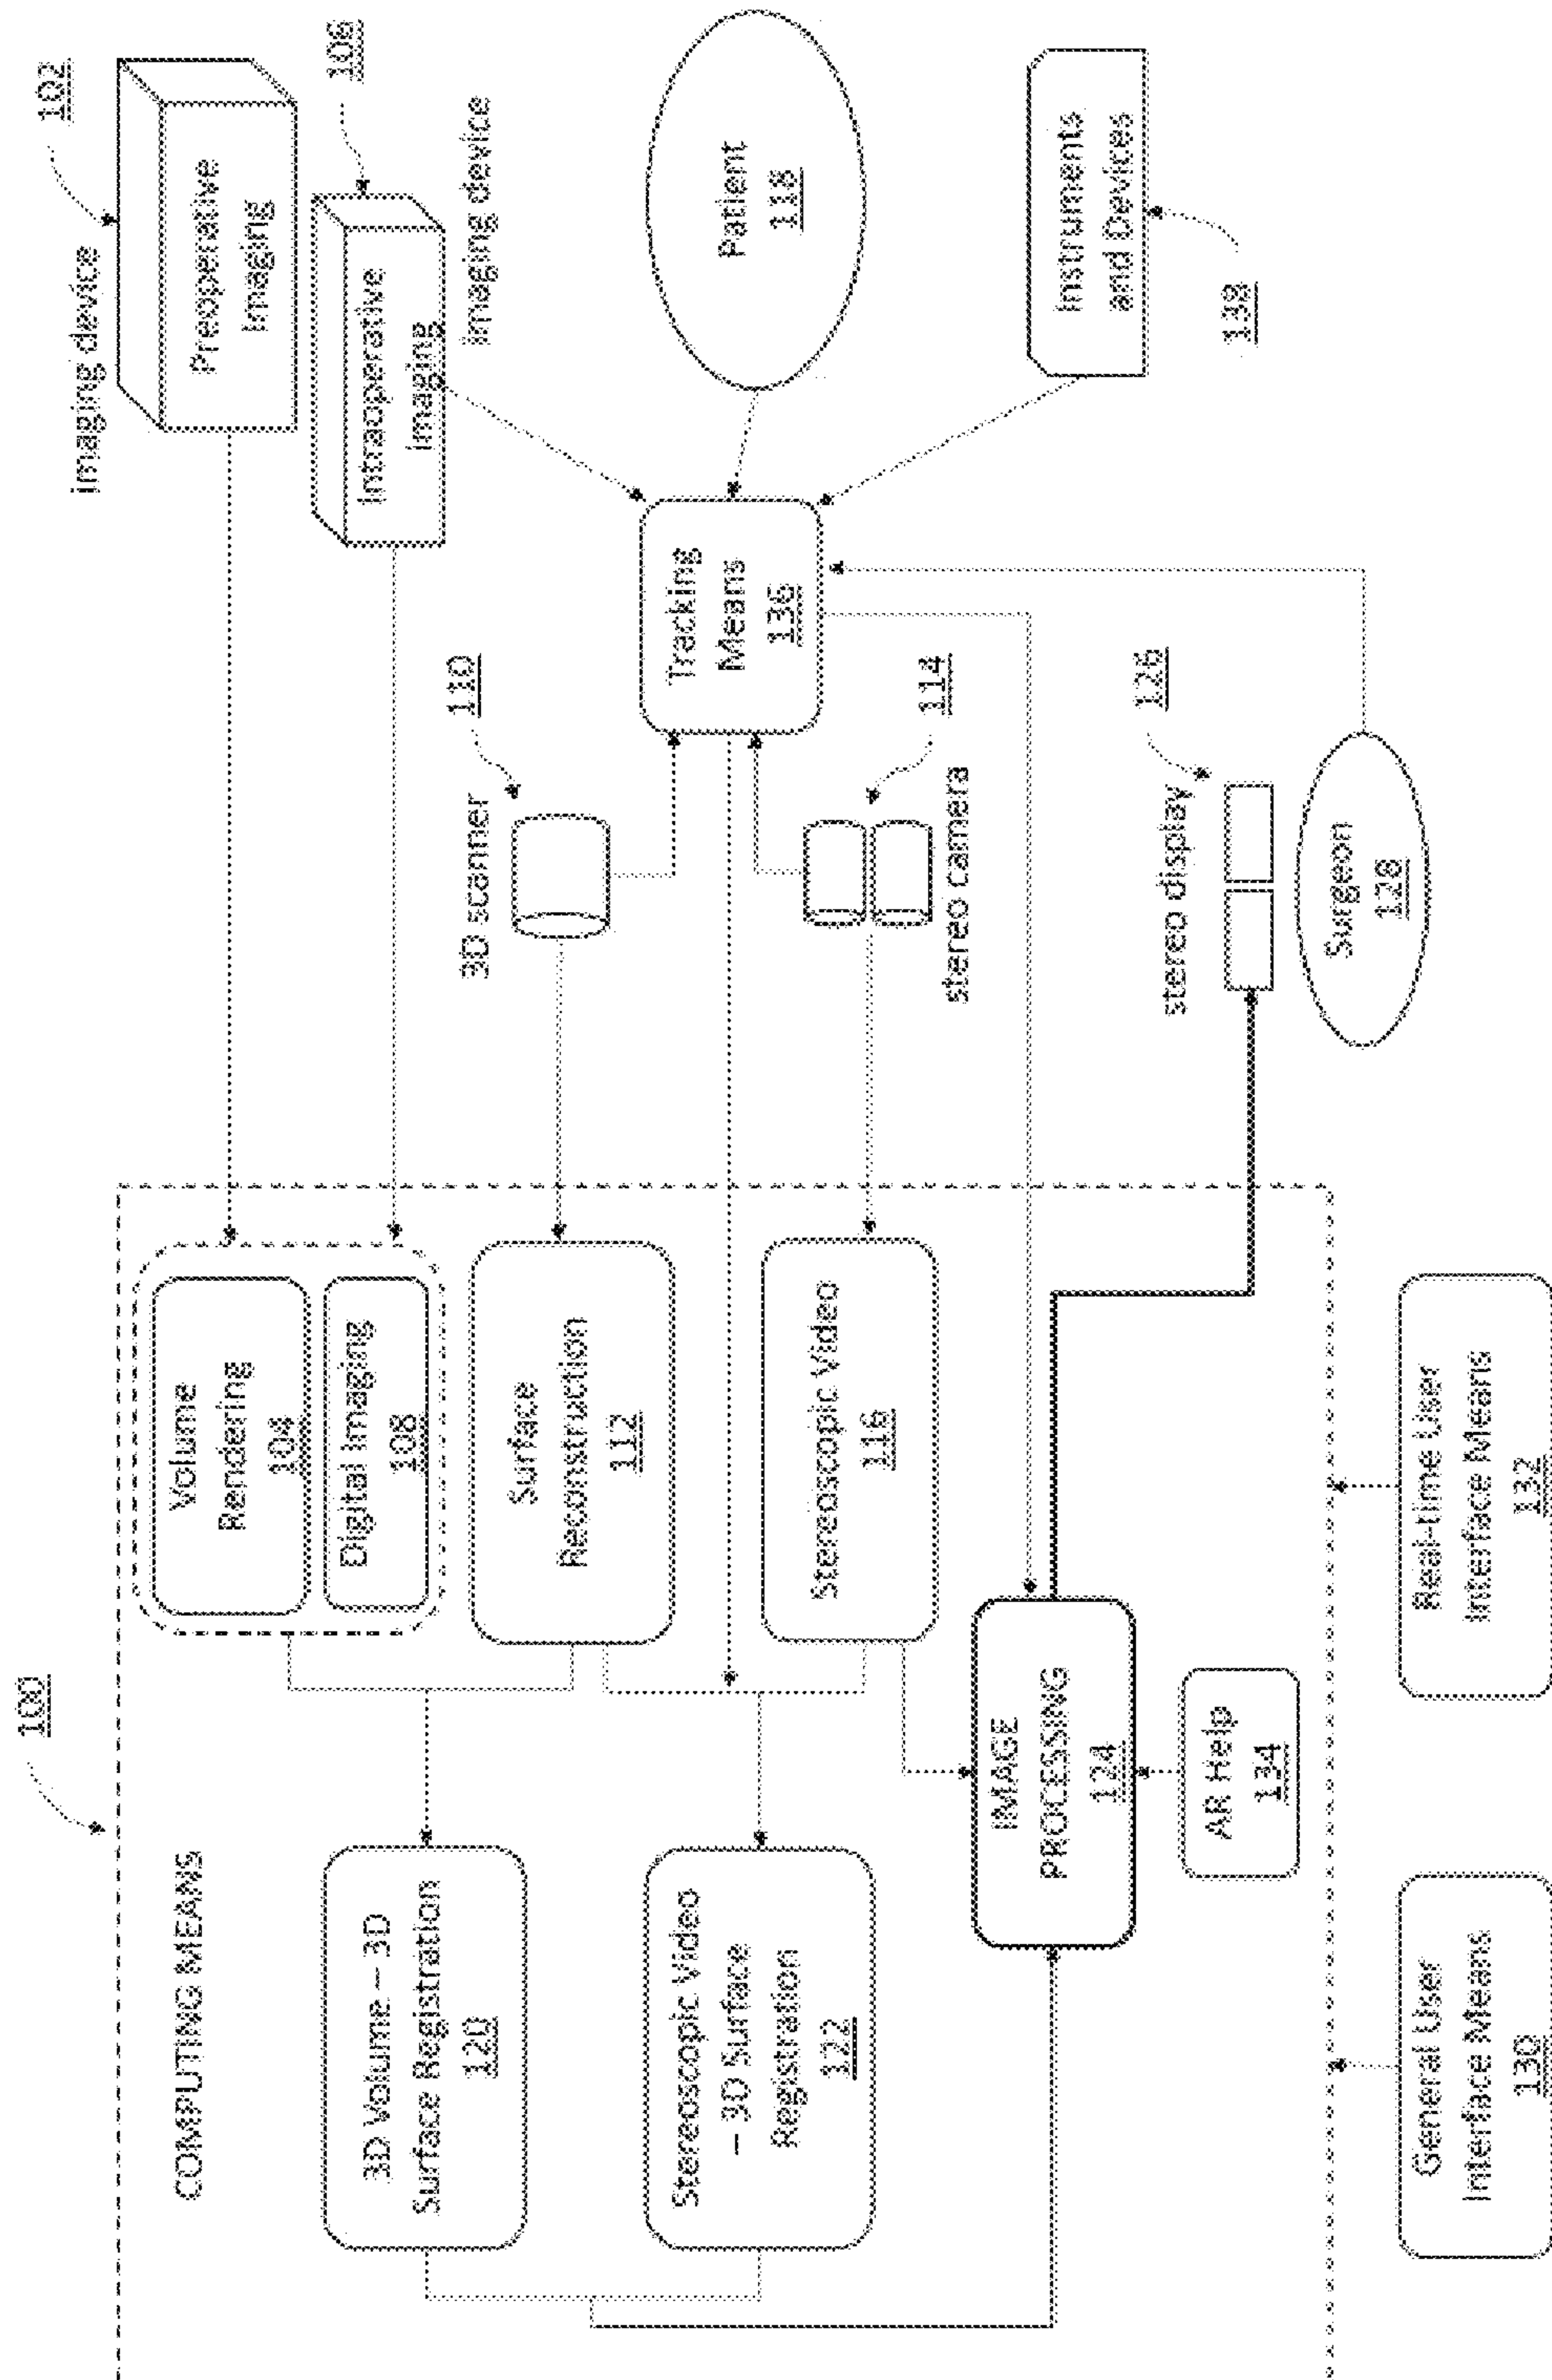 100
COMPUTING MEANS
3D Volume – 3D
Surface Registration
120
Stereoscopic Video
– 3D Surface
Registration
122
Volume
Rendering
104
Digital Imaging
108
Surface
Reconstruction
112
Stereoscopic Video
116
IMAGE
PROCESSING
124
AR Help
134
General User
Interface Means
130
Real-time User
Interface Means
132
3D scanner
110
stereo camera
114
stereo display
126
Surgeon
128
Tracking
Means
136
imaging device
102
Preoperative
Imaging
Intraoperative
Imaging
106
imaging device
Patient
118
Instruments
and Devices
138